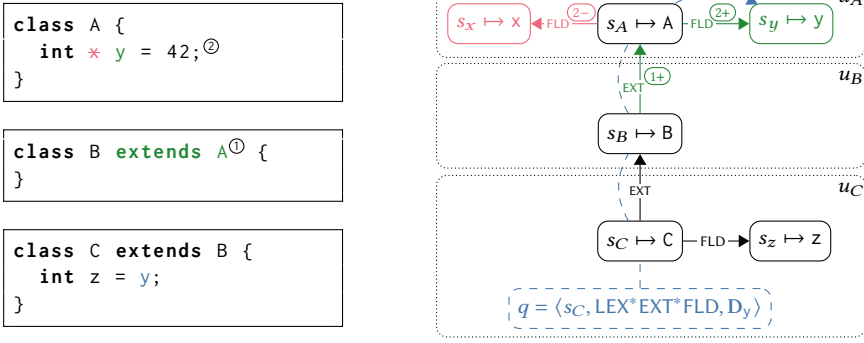 class A {
int x y = 42;②
}
class B extends A① {
}
class C extends B {
int z = y;
}
s_x ↦ x
FLD
2−
s_A ↦ A
FLD
2+
s_y ↦ y
u_A
EXT
1+
u_B
s_B ↦ B
EXT
u_C
s_C ↦ C
FLD
s_z ↦ z
q = ⟨s_C, LEX*EXT*FLD, D_y⟩